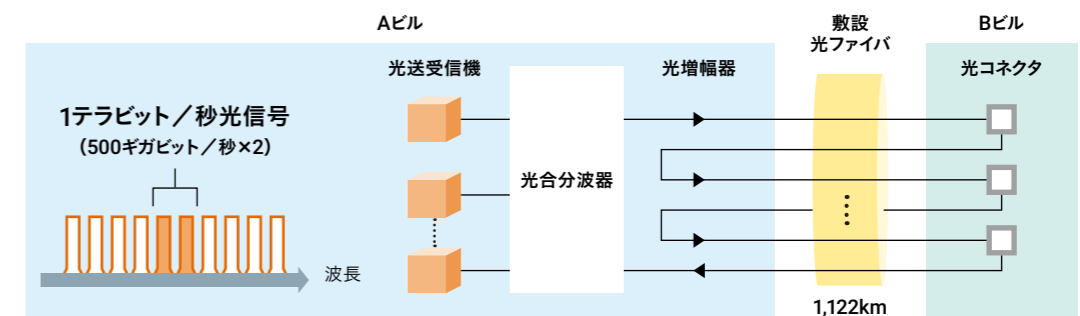 Aビル
敷設
光ファイバ
Bビル
光送受信機
光増幅器
光コネクタ
1テラビット／秒光信号
（500ギガビット／秒×2）
光合分波器
波長
1,122km